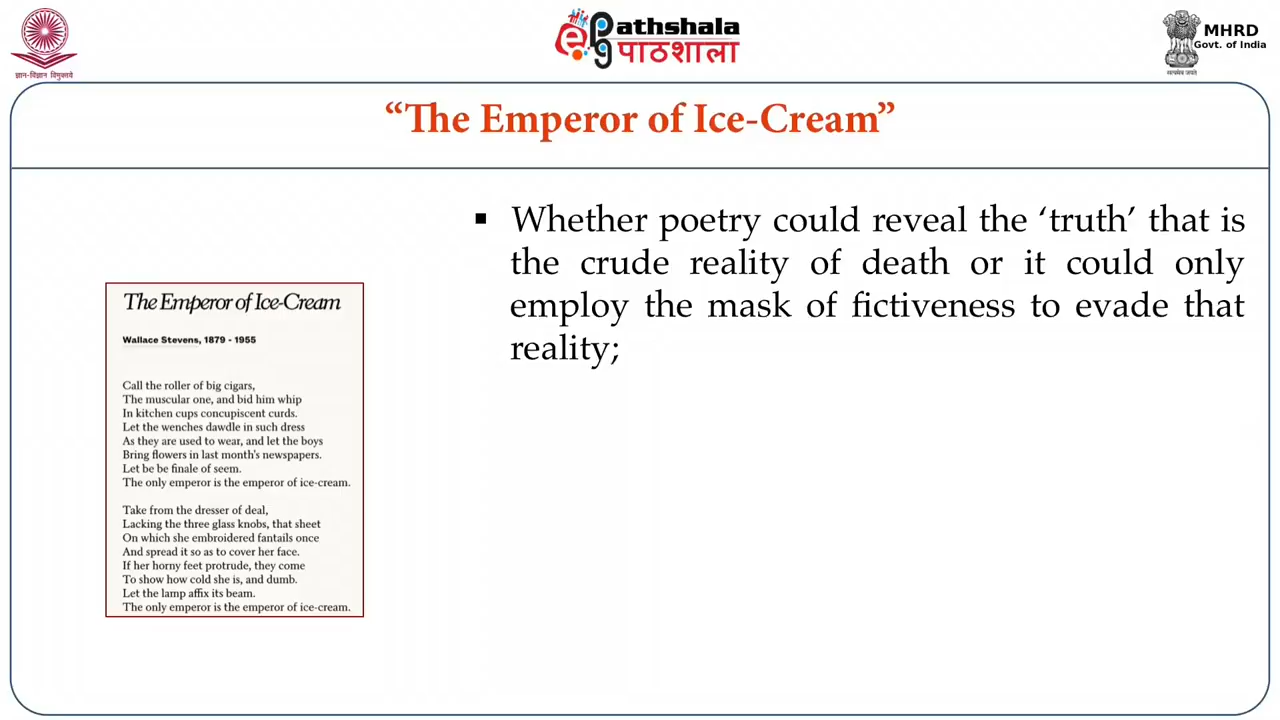 ज्ञान-विज्ञान विमुक्तये
ePathshala
पाठशाला
MHRD
Govt. of India
सत्यमेव जयते
“The Emperor of Ice-Cream”
▪ Whether poetry could reveal the ‘truth’ that is
the crude reality of death or it could only
employ the mask of fictiveness to evade that
reality;
The Emperor of Ice-Cream
Wallace Stevens, 1879 - 1955
Call the roller of big cigars,
The muscular one, and bid him whip
In kitchen cups concupiscent curds.
Let the wenches dawdle in such dress
As they are used to wear, and let the boys
Bring flowers in last month's newspapers.
Let be be finale of seem.
The only emperor is the emperor of ice-cream.
Take from the dresser of deal,
Lacking the three glass knobs, that sheet
On which she embroidered fantails once
And spread it so as to cover her face.
If her horny feet protrude, they come
To show how cold she is, and dumb.
Let the lamp affix its beam.
The only emperor is the emperor of ice-cream.